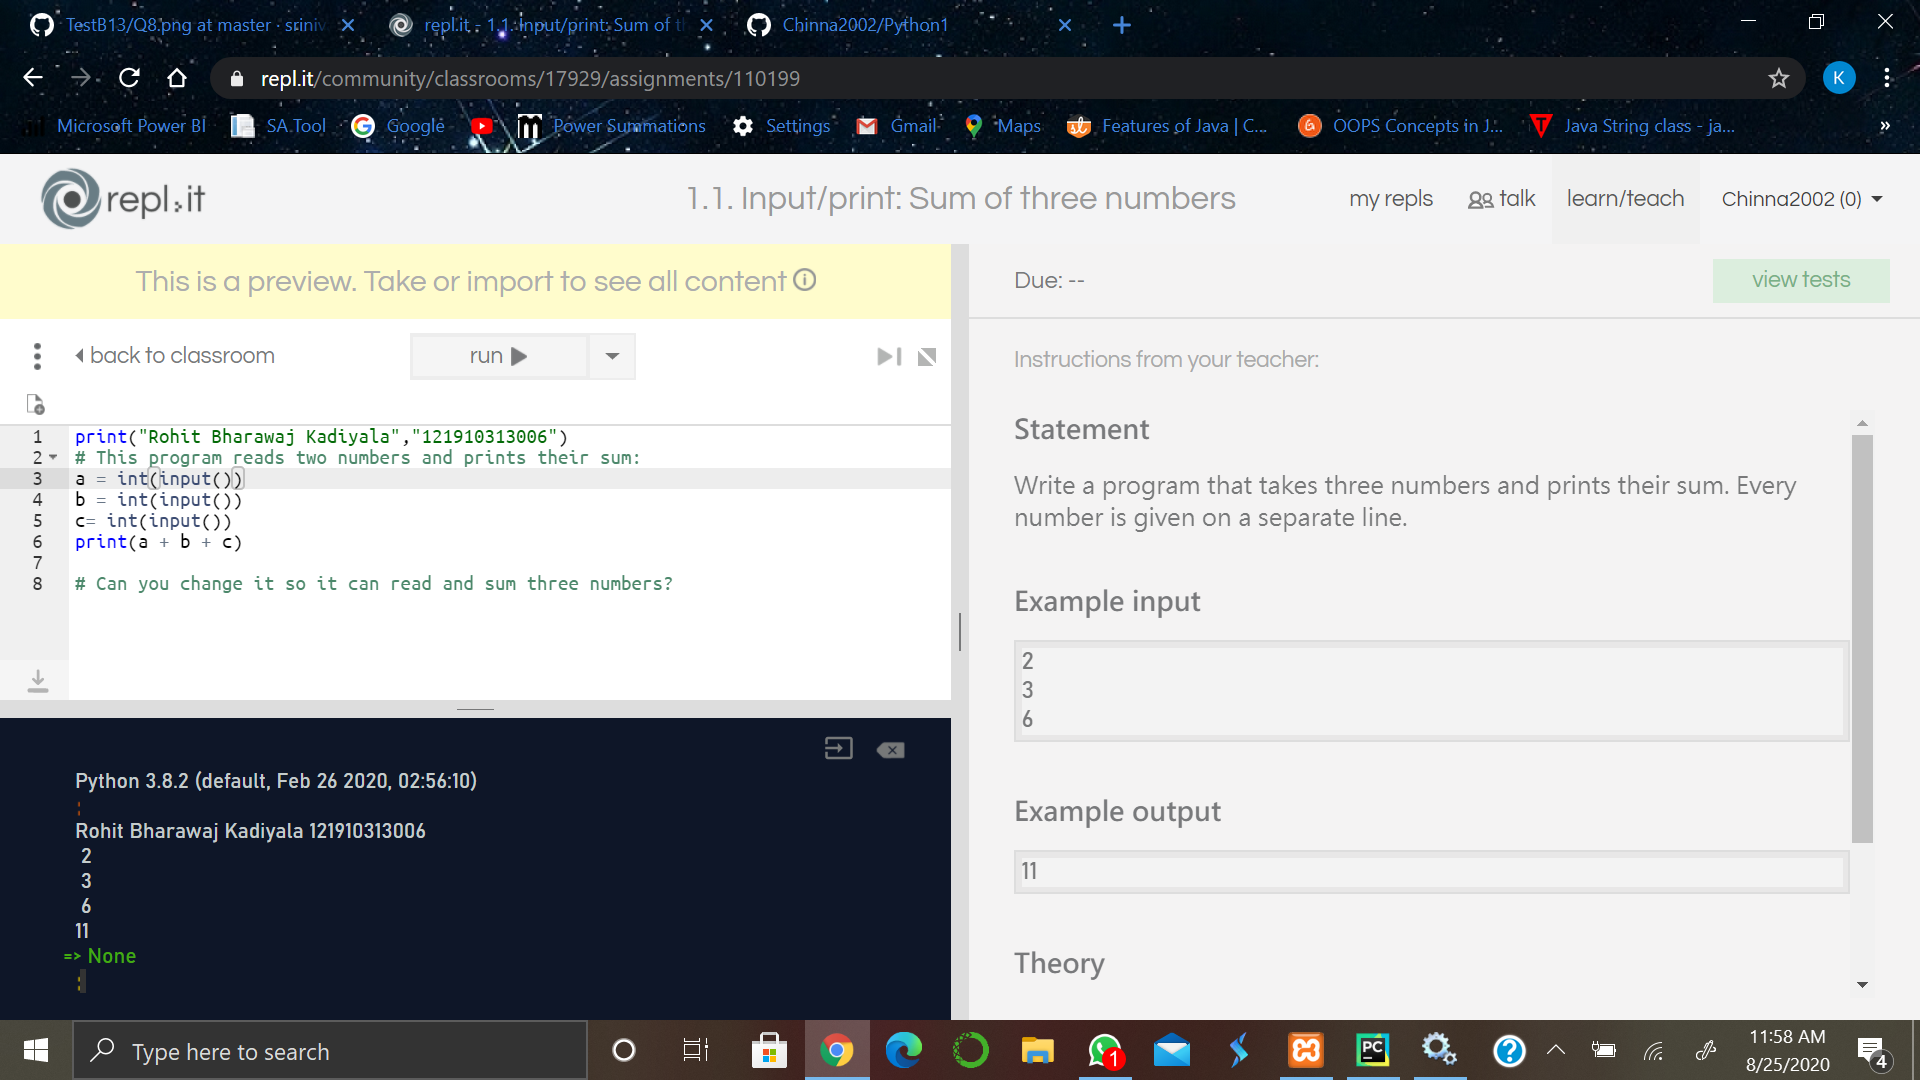 TestB13/Q8.png at master · sriniv
repl.it - 1.1. Input/print: Sum of t
Chinna2002/Python1
repl.it/community/classrooms/17929/assignments/110199
K
Microsoft Power BI
SA.Tool
Google
Power Summations
Settings
Gmail
Maps
Features of Java | C...
OOPS Concepts in J...
Java String class - ja...
»
repl.it
1.1. Input/print: Sum of three numbers
my repls
talk
learn/teach
Chinna2002 (0)
This is a preview. Take or import to see all content
Due: --
view tests
back to classroom
run
Instructions from your teacher:
1 print("Rohit Bharawaj Kadiyala","121910313006")
2 # This program reads two numbers and prints their sum:
3 a = int(input())
4 b = int(input())
5 c= int(input())
6 print(a + b + c)
7
8 # Can you change it so it can read and sum three numbers?
Python 3.8.2 (default, Feb 26 2020, 02:56:10)
Rohit Bharawaj Kadiyala 121910313006
2
3
6
11
=> None
Statement
Write a program that takes three numbers and prints their sum. Every
number is given on a separate line.
Example input
2
3
6
Example output
11
Theory
Type here to search
1
PC
11:58 AM
8/25/2020
4